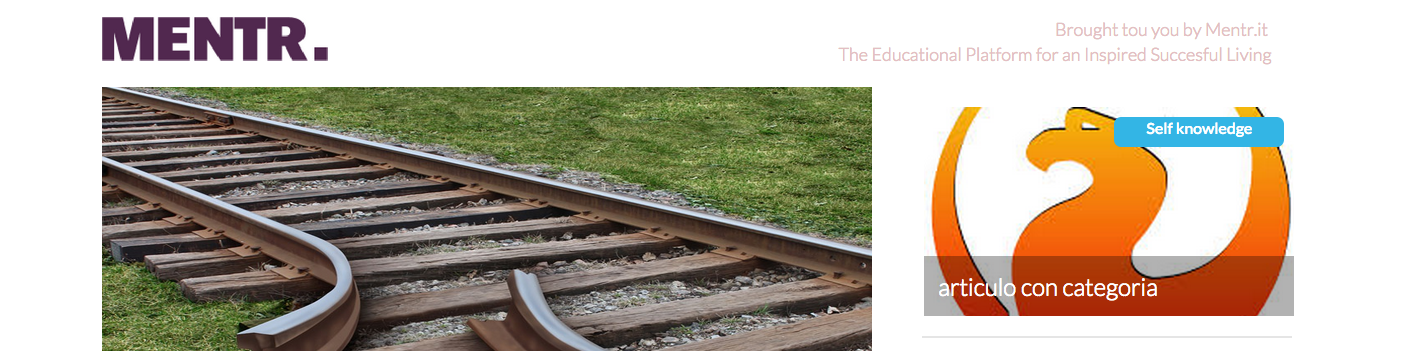 MENTR.
Brought tou you by Mentr.it
The Educational Platform for an Inspired Succesful Living
Self knowledge
articulo con categoria